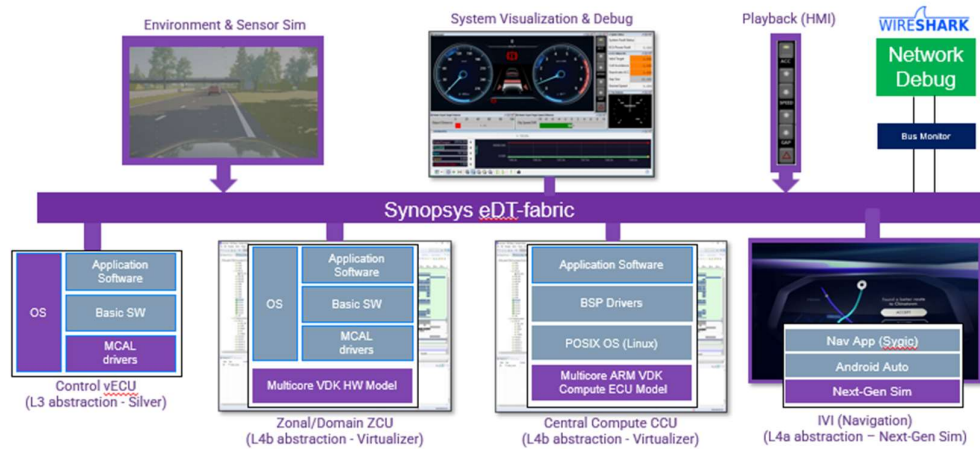 Environment & Sensor Sim
System Visualization & Debug
Playback (HMI)
WIRESHARK
Network
Debug
Bus Monitor
ACC
SPEED
GAP
Synopsys eDT-fabric
OS
Application
Software
Basic SW
MCAL
drivers
Control vECU
(L3 abstraction - Silver)
OS
Application
Software
Basic SW
MCAL
drivers
Multicore VDK HW Model
Zonal/Domain ZCU
(L4b abstraction - Virtualizer)
Application Software
BSP Drivers
POSIX OS (Linux)
Multicore ARM VDK
Compute ECU Model
Central Compute CCU
(L4b abstraction - Virtualizer)
ACCEPT
Nav App (Sygic)
Android Auto
Next-Gen Sim
IVI (Navigation)
(L4a abstraction – Next-Gen Sim)